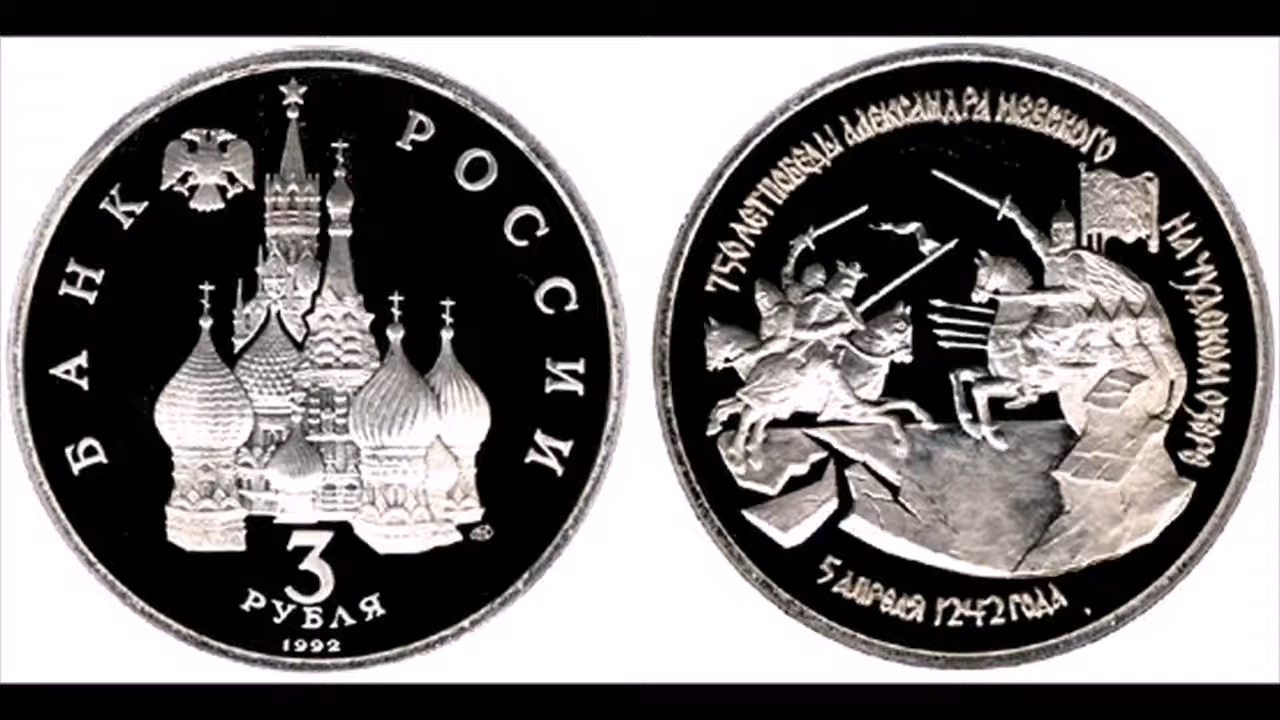 БАНК РОССИИ
3
РУБЛЯ
1992
750 ЛЕТ ПОБЕДЫ АЛЕКСАНДРА НЕВСКОГО
НА ЧУДСКОМ ОЗЕРЕ
5 АПРЕЛЯ 1242 ГОДА